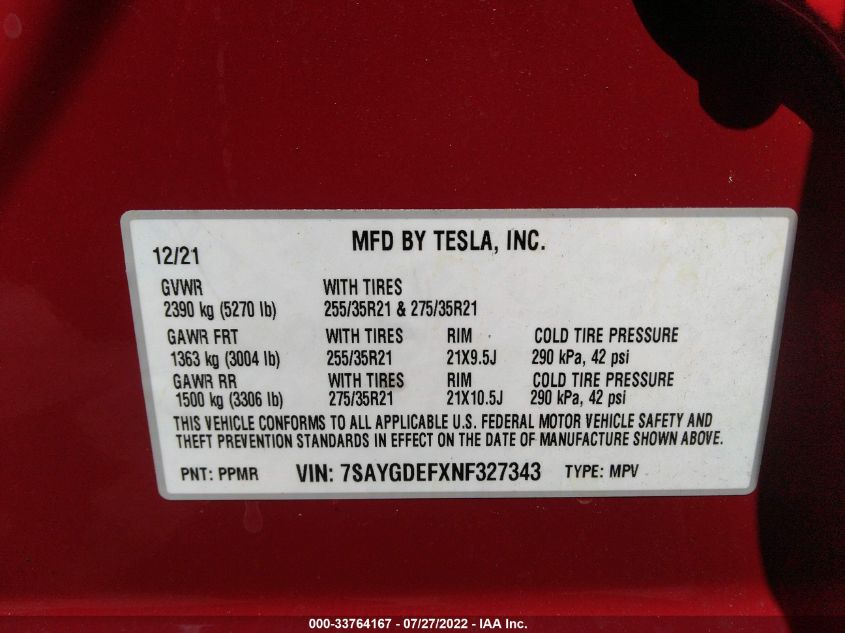 12/21 MFD BY TESLA, INC.
GVWR WITH TIRES
2390 kg (5270 lb) 255/35R21 & 275/35R21
GAWR FRT WITH TIRES RIM COLD TIRE PRESSURE
1363 kg (3004 lb) 255/35R21 21X9.5J 290 kPa, 42 psi
GAWR RR WITH TIRES RIM COLD TIRE PRESSURE
1500 kg (3306 lb) 275/35R21 21X10.5J 290 kPa, 42 psi
THIS VEHICLE CONFORMS TO ALL APPLICABLE U.S. FEDERAL MOTOR VEHICLE SAFETY AND
THEFT PREVENTION STANDARDS IN EFFECT ON THE DATE OF MANUFACTURE SHOWN ABOVE.
PNT: PPMR VIN: 7SAYGDEFXNF327343 TYPE: MPV
000-33764167 - 07/27/2022 - IAA Inc.